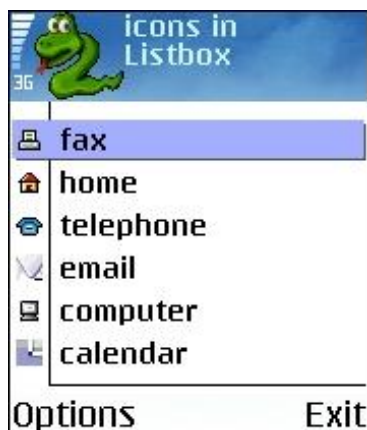 icons in
Listbox
3G
fax
home
telephone
email
computer
calendar
Options Exit